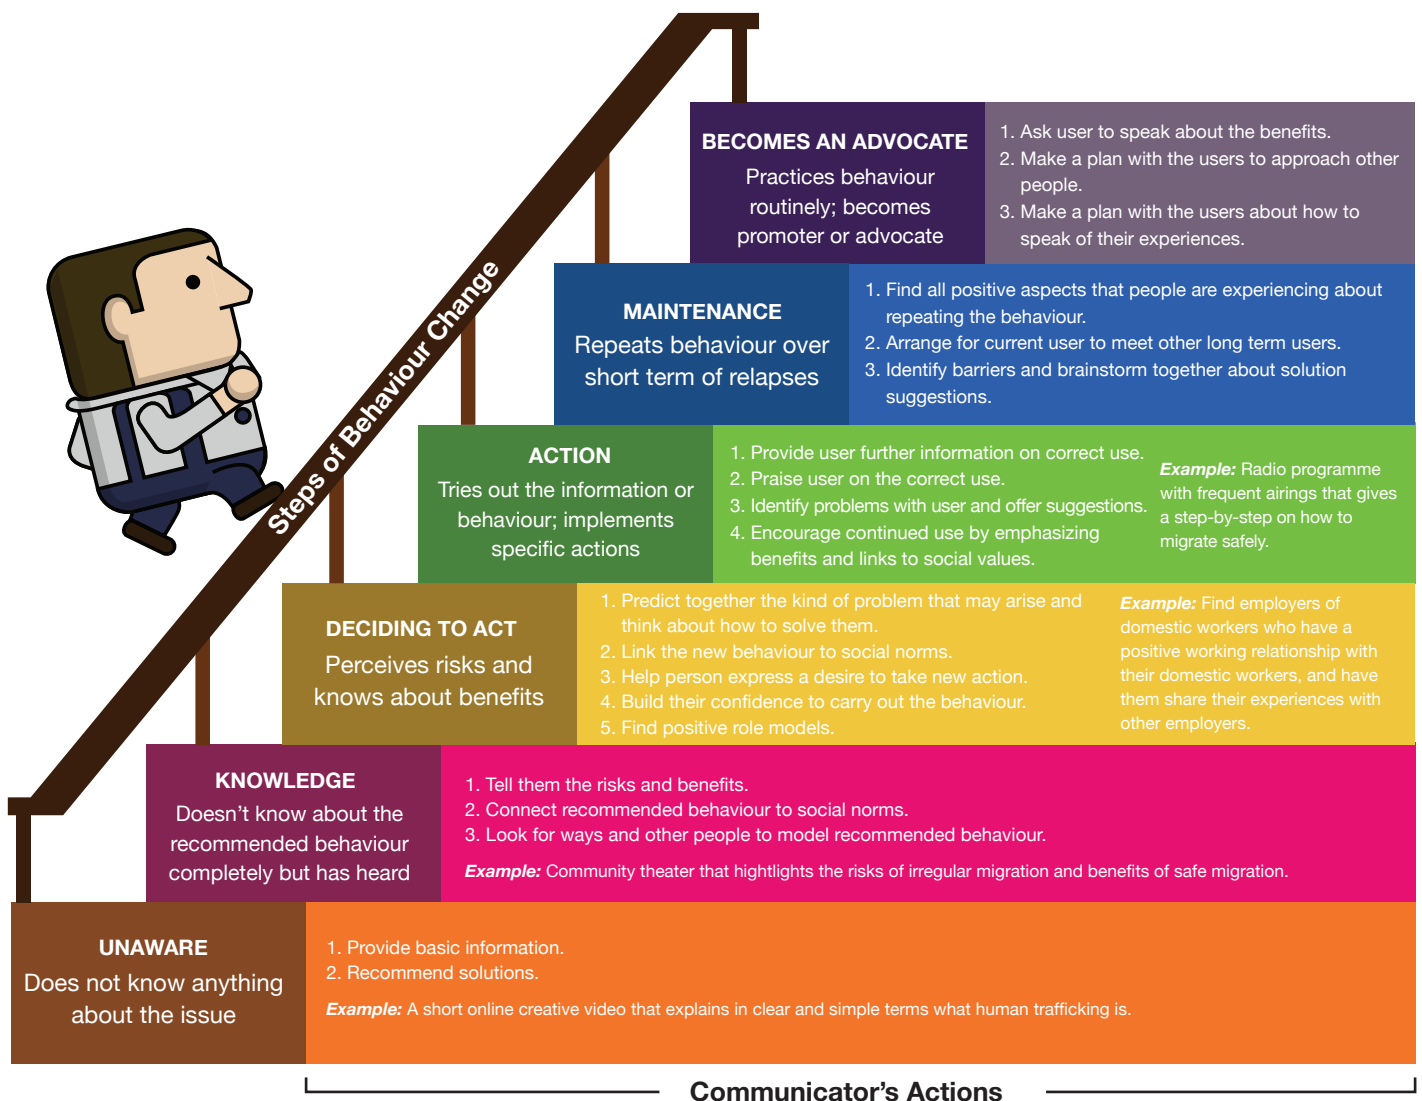 Steps of Behaviour Change
BECOMES AN ADVOCATE
Practices behaviour
routinely; becomes
promoter or advocate
1. Ask user to speak about the benefits.
2. Make a plan with the users to approach other
people.
3. Make a plan with the users about how to
speak of their experiences.
MAINTENANCE
Repeats behaviour over
short term of relapses
1. Find all positive aspects that people are experiencing about
repeating the behaviour.
2. Arrange for current user to meet other long term users.
3. Identify barriers and brainstorm together about solution
suggestions.
ACTION
Tries out the information or
behaviour; implements
specific actions
1. Provide user further information on correct use.
2. Praise user on the correct use.
3. Identify problems with user and offer suggestions.
4. Encourage continued use by emphasizing
benefits and links to social values.
Example: Radio programme
with frequent airings that gives
a step-by-step on how to
migrate safely.
DECIDING TO ACT
Perceives risks and
knows about benefits
1. Predict together the kind of problem that may arise and
think about how to solve them.
2. Link the new behaviour to social norms.
3. Help person express a desire to take new action.
4. Build their confidence to carry out the behaviour.
5. Find positive role models.
Example: Find employers of
domestic workers who have a
positive working relationship with
their domestic workers, and have
them share their experiences with
other employers.
KNOWLEDGE
Doesn't know about the
recommended behaviour
completely but has heard
1. Tell them the risks and benefits.
2. Connect recommended behaviour to social norms.
3. Look for ways and other people to model recommended behaviour.
Example: Community theater that hightlights the risks of irregular migration and benefits of safe migration.
UNAWARE
Does not know anything
about the issue
1. Provide basic information.
2. Recommend solutions.
Example: A short online creative video that explains in clear and simple terms what human trafficking is.
Communicator's Actions